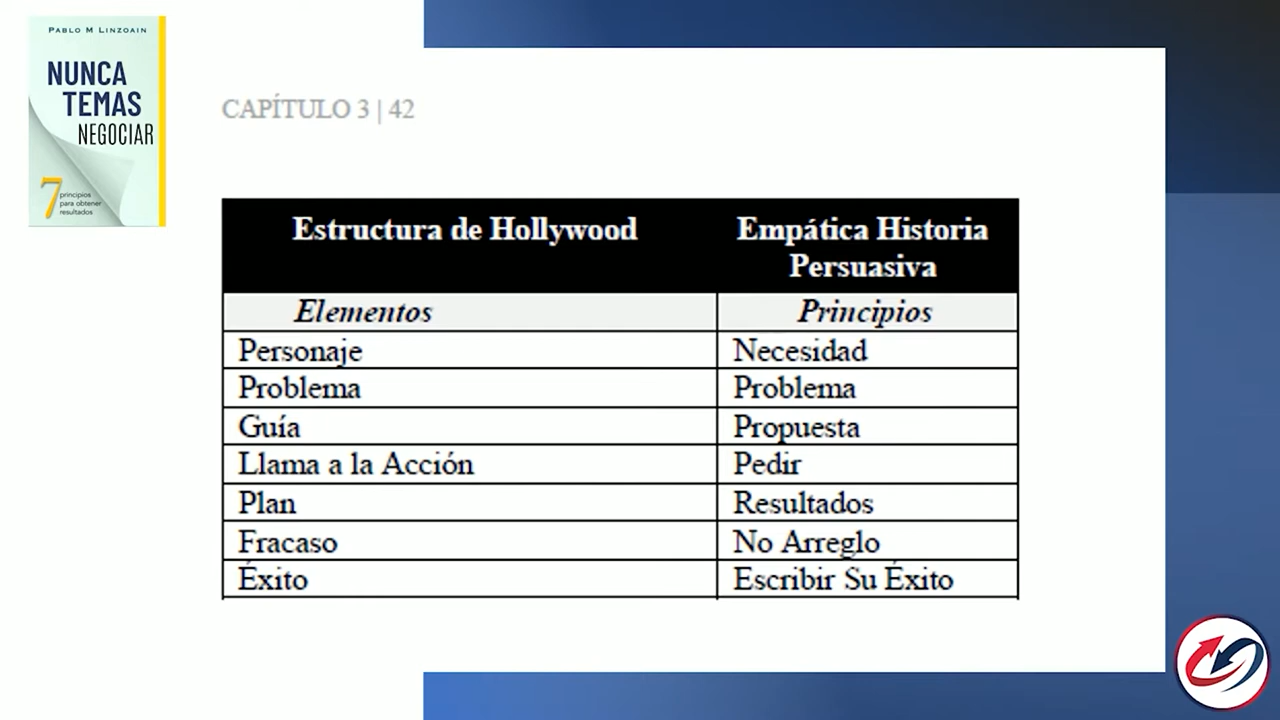 PABLO M LINZOAIN
NUNCA
TEMAS
NEGOCIAR
7
principios
para obtener
resultados
CAPÍTULO 3 | 42
Estructura de Hollywood
Empática Historia
Persuasiva
Elementos
Principios
Personaje
Necesidad
Problema
Problema
Guía
Propuesta
Llama a la Acción
Pedir
Plan
Resultados
Fracaso
No Arreglo
Éxito
Escribir Su Éxito